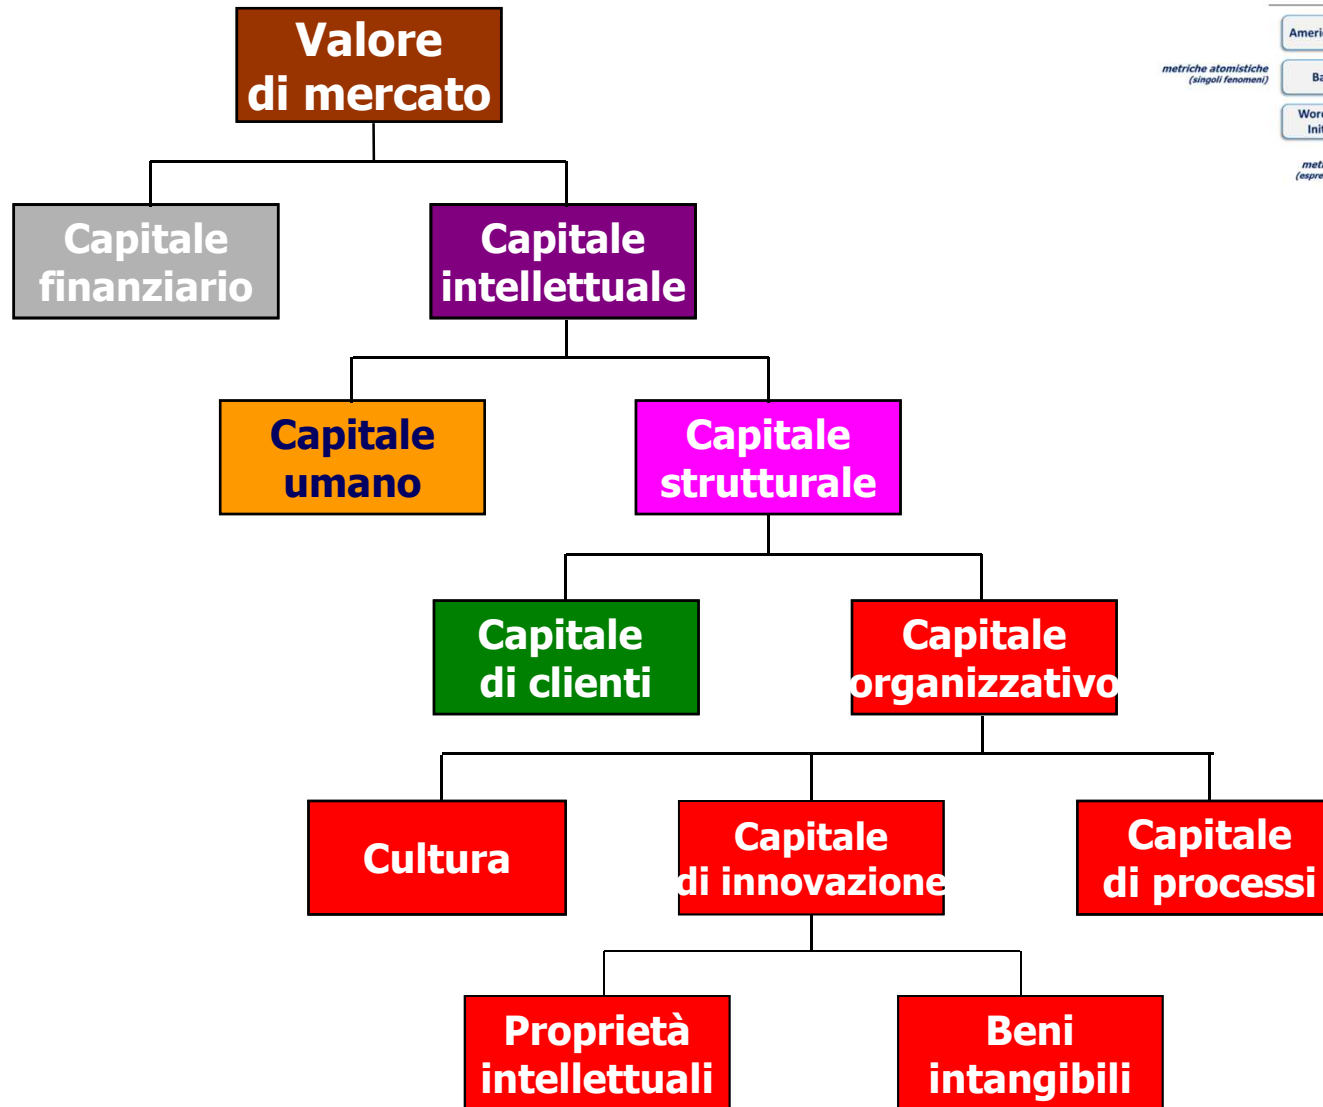 Valore
di mercato
metriche atomistiche
(singoli fenomeni)
Capitale
finanziario
Capitale
intellettuale
Capitale
umano
Capitale
strutturale
Capitale
di clienti
Capitale
organizzativo
Cultura
Capitale
di innovazione
Capitale
di processi
Proprietà
intellettuali
Beni
intangibili